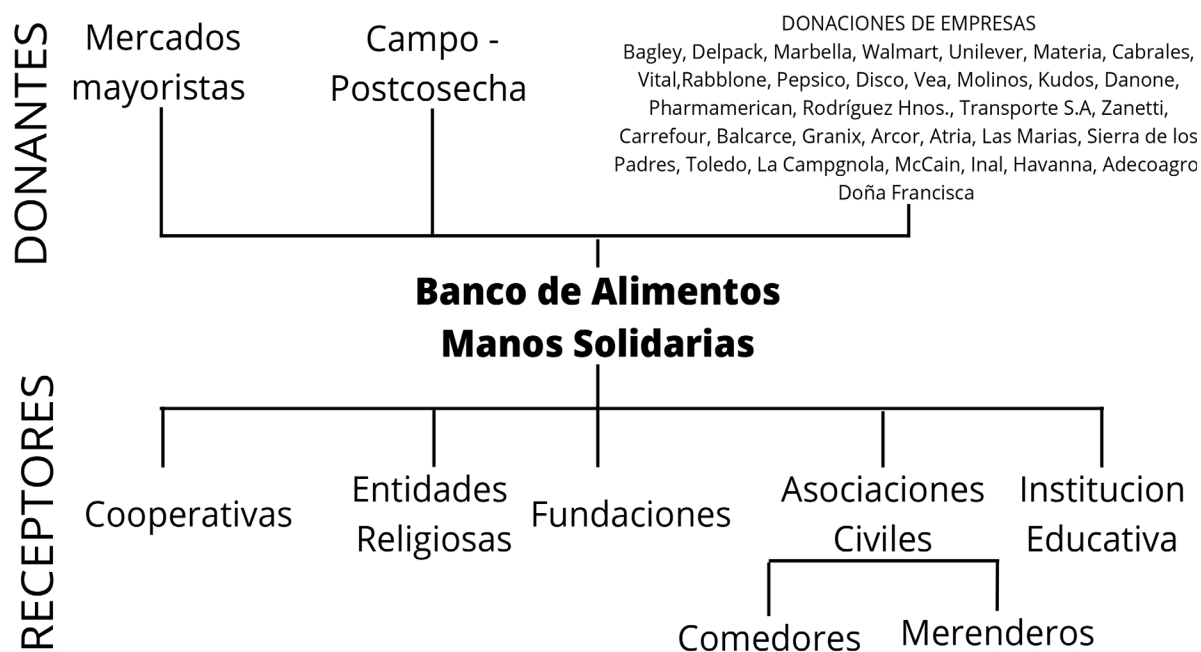 DONANTES
Mercados
mayoristas
Campo -
Postcosecha
DONACIONES DE EMPRESAS
Bagley, Delpack, Marbella, Walmart, Unilever, Materia, Cabrales,
Vital,Rabblone, Pepsico, Disco, Vea, Molinos, Kudos, Danone,
Pharmamerican, Rodríguez Hnos., Transporte S.A, Zanetti,
Carrefour, Balcarce, Granix, Arcor, Atria, Las Marias, Sierra de los
Padres, Toledo, La Campgnola, McCain, Inal, Havanna, Adecoagro
Doña Francisca
Banco de Alimentos
Manos Solidarias
RECEPTORES
Cooperativas
Entidades
Religiosas
Fundaciones
Asociaciones
Civiles
Institucion
Educativa
Comedores
Merenderos